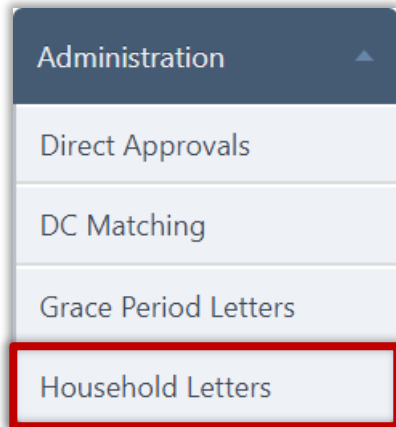 Administration
Direct Approvals
DC Matching
Grace Period Letters
Household Letters